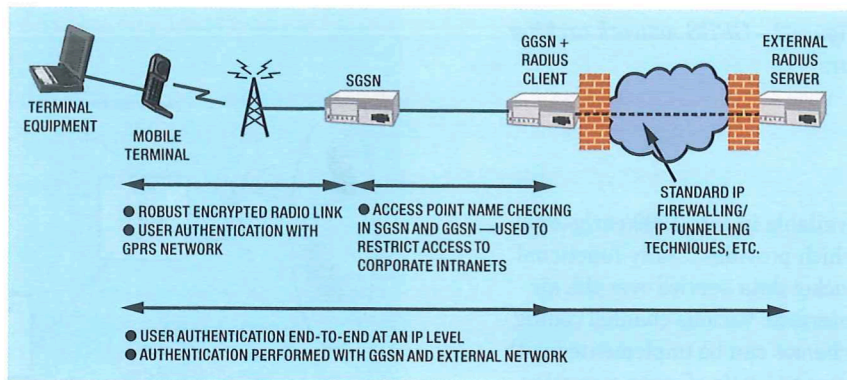 TERMINAL
EQUIPMENT
MOBILE
TERMINAL
SGSN
GGSN +
RADIUS
CLIENT
EXTERNAL
RADIUS
SERVER
● ROBUST ENCRYPTED RADIO LINK
● USER AUTHENTICATION WITH
GPRS NETWORK
● ACCESS POINT NAME CHECKING
IN SGSN AND GGSN —USED TO
RESTRICT ACCESS TO
CORPORATE INTRANETS
STANDARD IP
FIREWALLING/
IP TUNNELLING
TECHNIQUES, ETC.
● USER AUTHENTICATION END-TO-END AT AN IP LEVEL
● AUTHENTICATION PERFORMED WITH GGSN AND EXTERNAL NETWORK